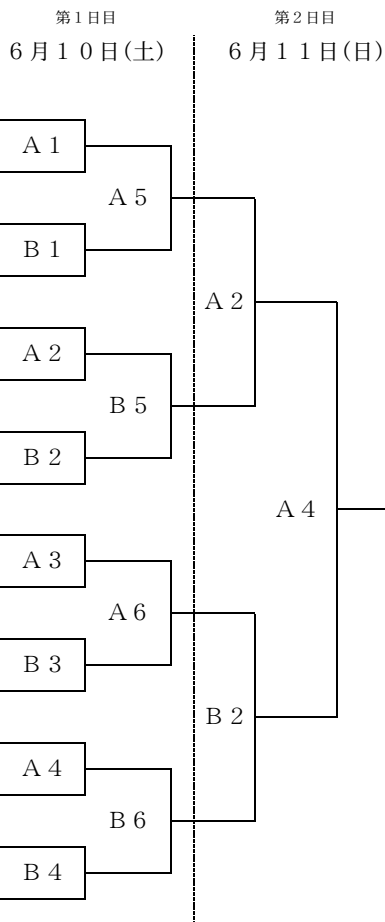 第１日目
第２日目
６月１０日(土)
６月１１日(日)
Ａ１
Ａ５
Ｂ１
Ａ２
Ａ２
Ｂ５
Ｂ２
Ａ４
Ａ３
Ａ６
Ｂ３
Ｂ２
Ａ４
Ｂ６
Ｂ４